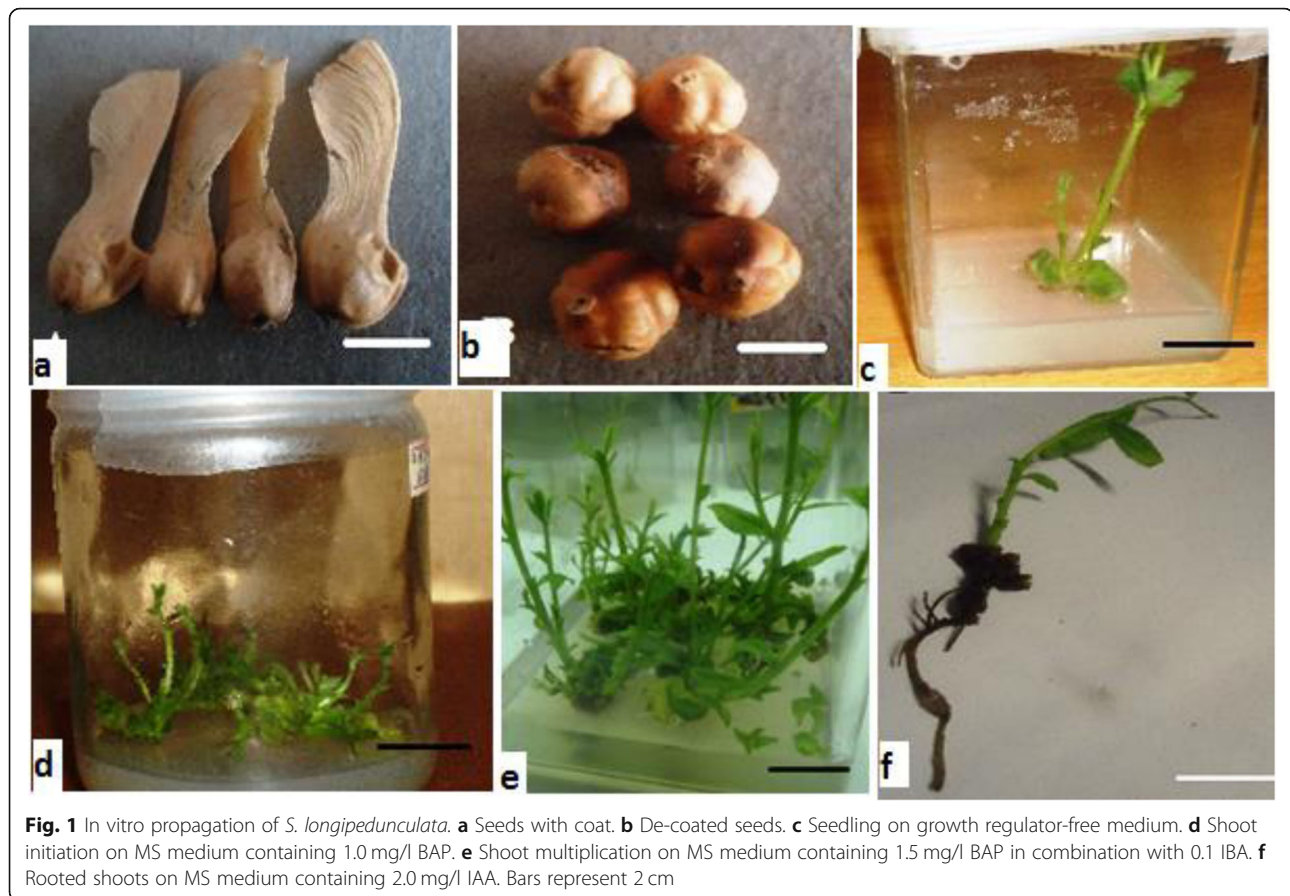 a
b
c
d
e
f
Fig. 1 In vitro propagation of S. longipedunculata. a Seeds with coat. b De-coated seeds. c Seedling on growth regulator-free medium. d Shoot
initiation on MS medium containing 1.0 mg/l BAP. e Shoot multiplication on MS medium containing 1.5 mg/l BAP in combination with 0.1 IBA. f
Rooted shoots on MS medium containing 2.0 mg/l IAA. Bars represent 2 cm